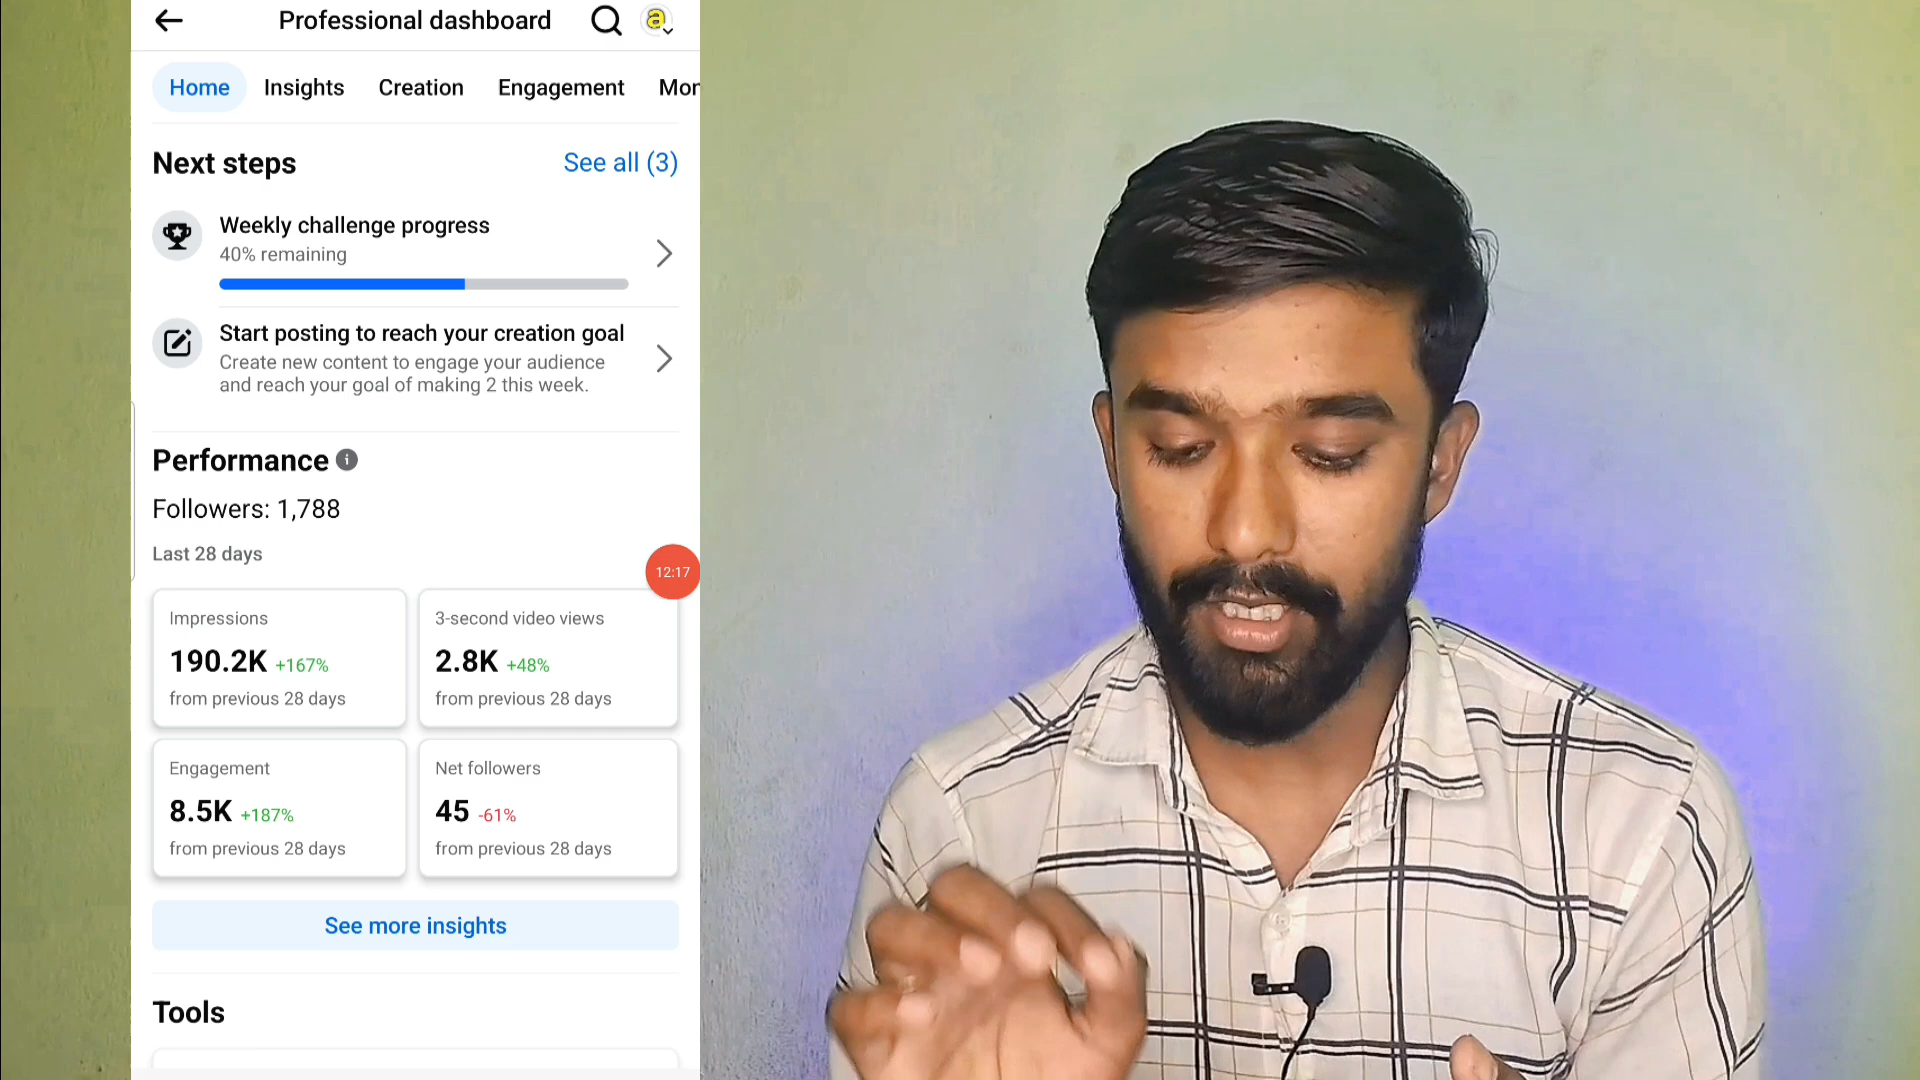 Professional dashboard
a
Home Insights Creation Engagement Mor
Next steps
See all (3)
Weekly challenge progress
40% remaining
Start posting to reach your creation goal
Create new content to engage your audience
and reach your goal of making 2 this week.
Performance
Followers: 1,788
Last 28 days
12:17
Impressions
190.2K +167%
from previous 28 days
3-second video views
2.8K +48%
from previous 28 days
Engagement
8.5K +187%
from previous 28 days
Net followers
45 -61%
from previous 28 days
See more insights
Tools